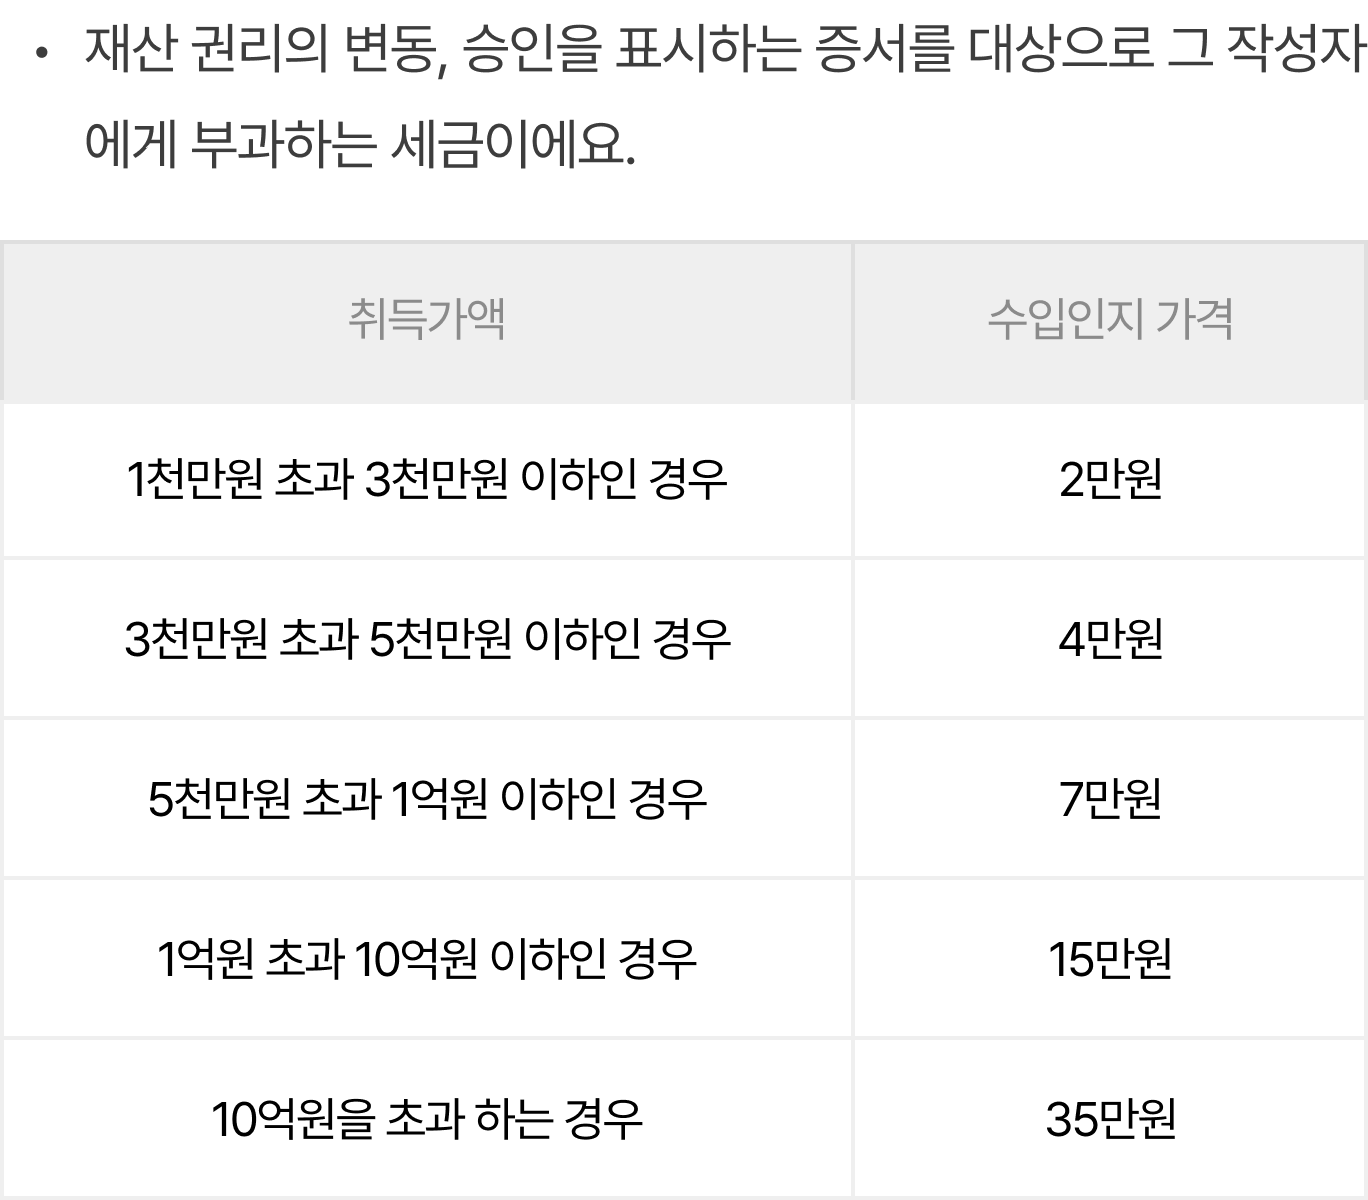 • 재산 권리의 변동, 승인을 표시하는 증서를 대상으로 그 작성자
에게 부과하는 세금이에요.
취득가액 수입인지 가격
1천만원 초과 3천만원 이하인 경우 2만원
3천만원 초과 5천만원 이하인 경우 4만원
5천만원 초과 1억원 이하인 경우 7만원
1억원 초과 10억원 이하인 경우 15만원
10억원을 초과 하는 경우 35만원